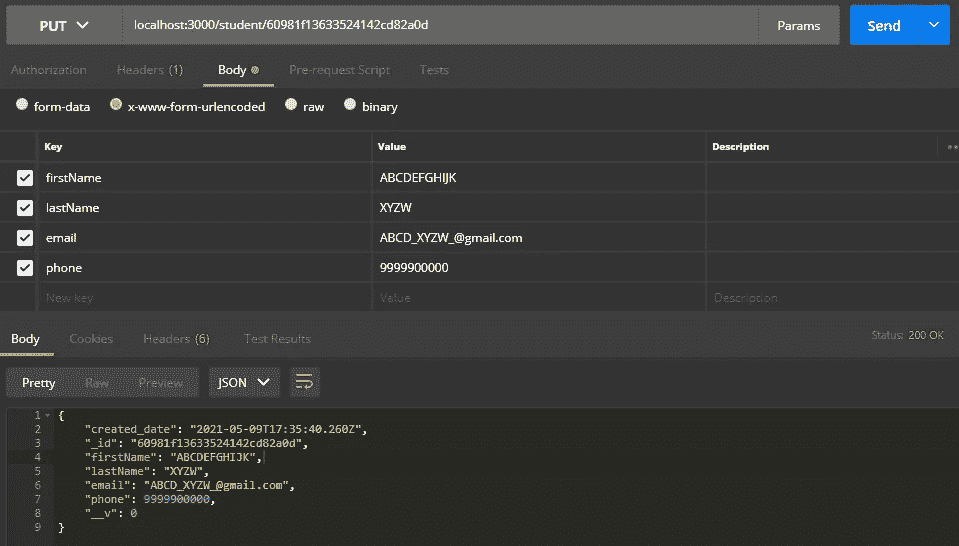 PUT localhost:3000/student/60981f13633524142cd82a0d Params Send
Authorization Headers (1) Body Pre-request Script Tests
form-data x-www-form-urlencoded raw binary
Key Value Description
firstName ABCDEFGHIJK
lastName XYZW
email ABCD_XYZW_@gmail.com
phone 9999900000
New key Value Description
Body Cookies Headers (6) Test Results Status: 200 OK
Pretty Raw Preview JSON
1 {
2 "created_date": "2021-05-09T17:35:40.260Z",
3 "_id": "60981f13633524142cd82a0d",
4 "firstName": "ABCDEFGHIJK",
5 "lastName": "XYZW",
6 "email": "ABCD_XYZW_@gmail.com",
7 "phone": 9999900000,
8 "__v": 0
9 }